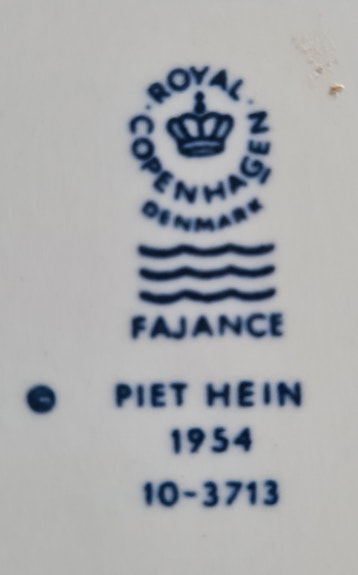 ROYAL
COPENHAGEN
DENMARK
FAJANCE
PIET HEIN
1954
10-3713